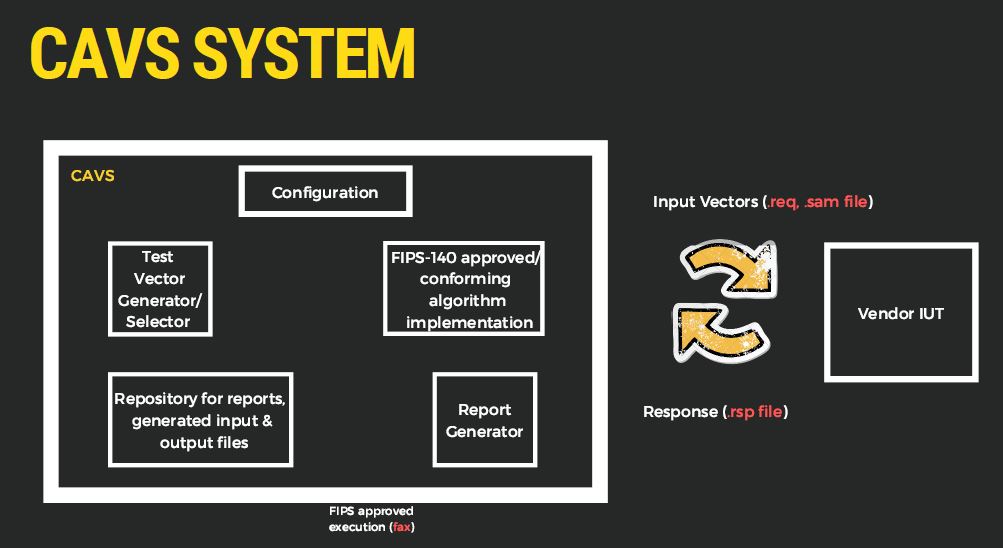 CAVS SYSTEM
CAVS
Configuration
Test
Vector
Generator/
Selector
FIPS-140 approved/
conforming
algorithm
implementation
Repository for reports,
generated input &
output files
Report
Generator
FIPS approved
execution (fax)
Input Vectors (.req, .sam file)
Vendor IUT
Response (.rsp file)